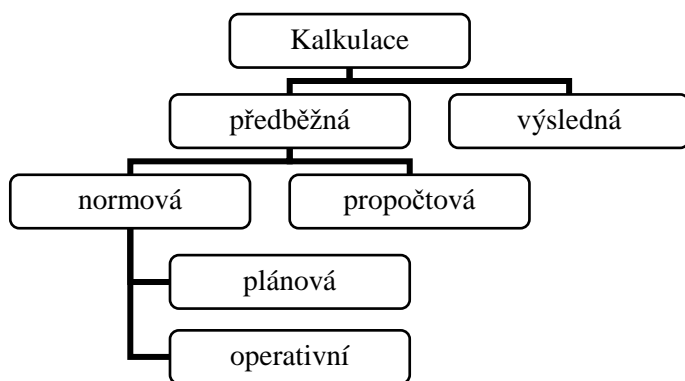 Kalkulace
předběžná
výsledná
normová
propočtová
plánová
operativní